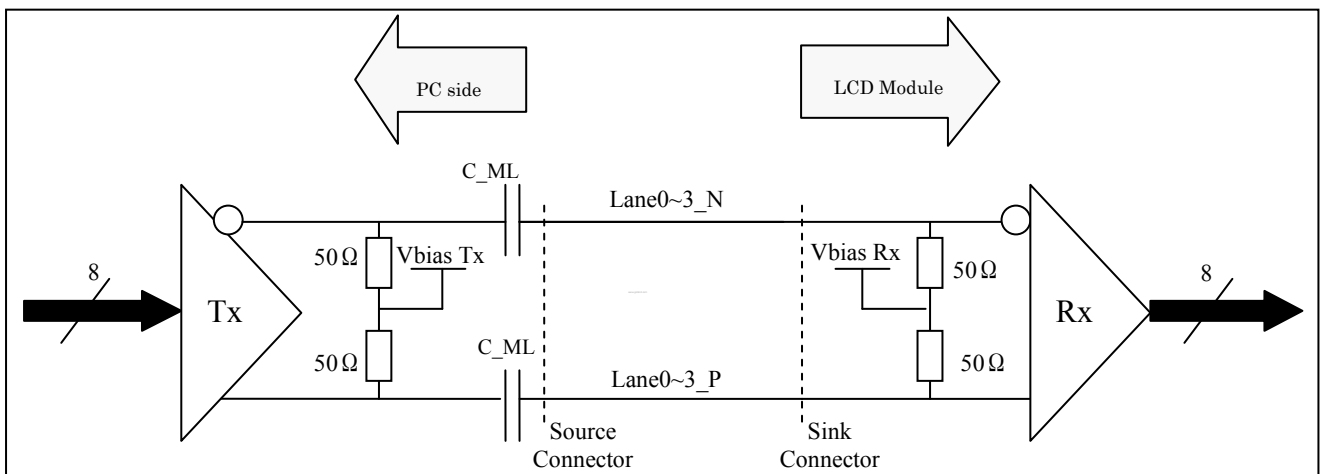 PC side
LCD Module
C_ML
Lane0~3_N
50Ω
Vbias Tx
Vbias Rx
50Ω
8
Tx
Rx
8
50Ω
C_ML
50Ω
Lane0~3_P
Source
Connector
Sink
Connector